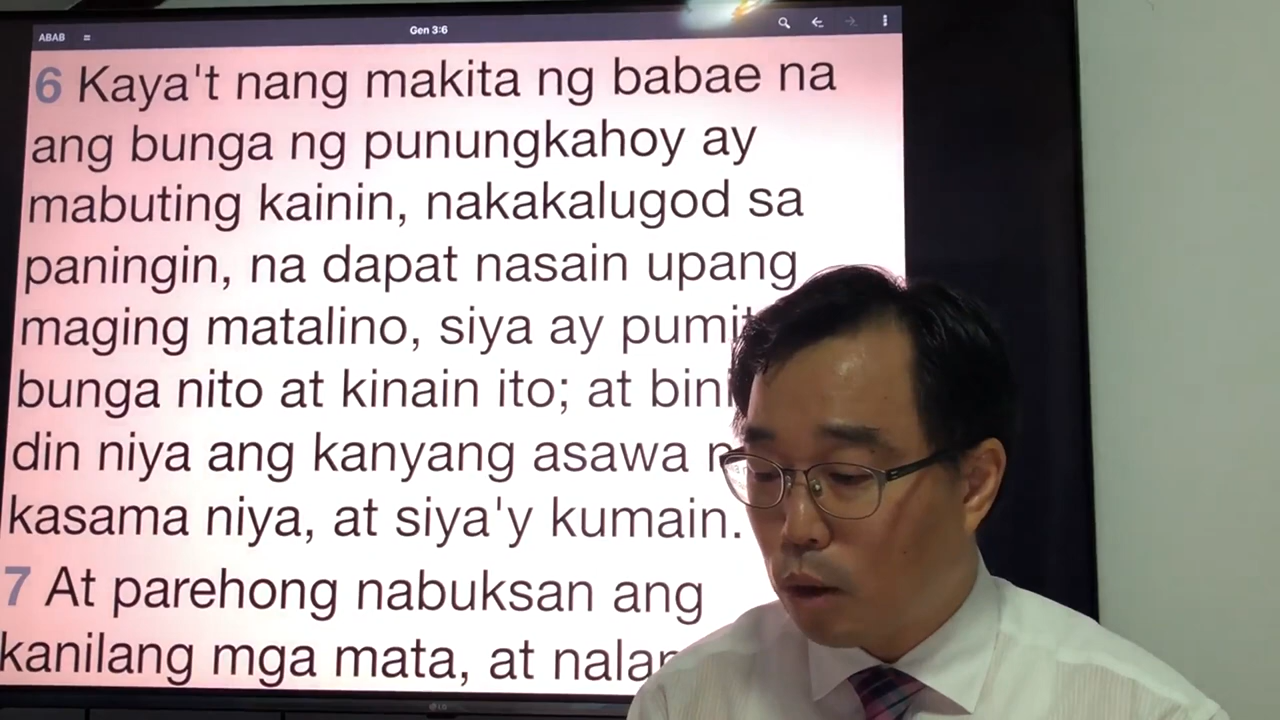 ABAB
Gen 3:6
6 Kaya't nang makita ng babae na
ang bunga ng punungkahoy ay
mabuting kainin, nakakalugod sa
paningin, na dapat nasain upang
maging matalino, siya ay
bunga nito at kinain ito; at
din niya ang kanyang asawa
kasama niya, at siya'y kumain.
7 At parehong nabuksan ang
kanilang mga mata, at
LG